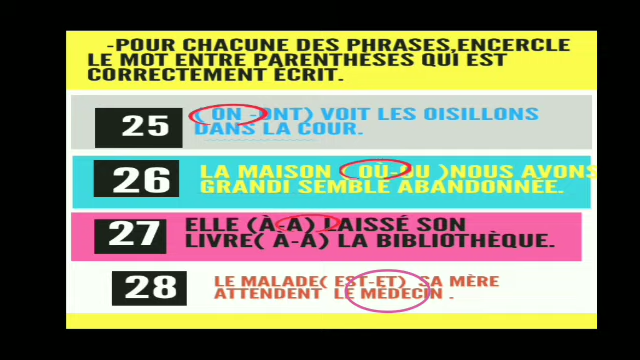 -POUR CHACUNE DES PHRASES,ENCERCLE
LE MOT ENTRE PARENTHÈSES QUI EST
CORRECTEMENT ÉCRIT.
25
( ON -ONT) VOIT LES OISILLONS
DANS LA COUR.
26
LA MAISON ( OÙ-OU )NOUS AVONS
GRANDI SEMBLE ABANDONNÉE.
27
ELLE (À-A) LAISSÉ SON
LIVRE( À-A) LA BIBLIOTHÈQUE.
28
LE MALADE( EST-ET) SA MÈRE
ATTENDENT LE MÉDECIN .